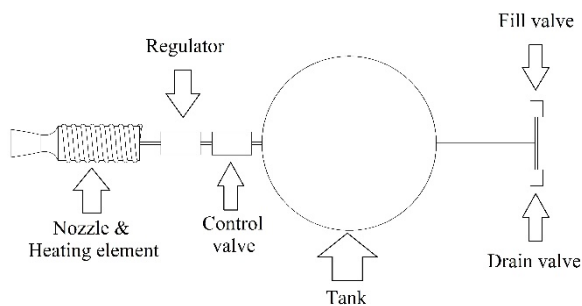 Fill valve
Regulator
Nozzle &
Heating element
Control
valve
Drain valve
Tank